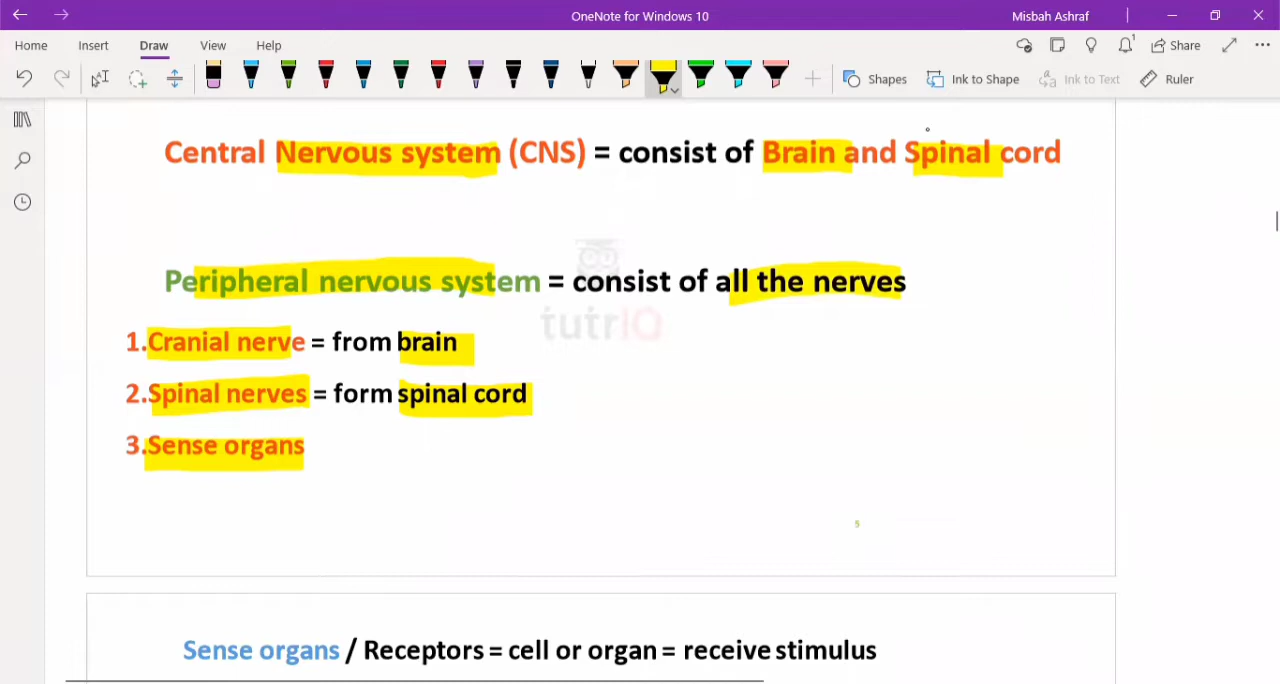 OneNote for Windows 10
Misbah Ashraf
Home Insert Draw View Help
1 Share
Shapes Ink to Shape Ink to Text Ruler
Central Nervous system (CNS) = consist of Brain and Spinal cord
Peripheral nervous system = consist of all the nerves
tutrIQ
1.Cranial nerve = from brain
2.Spinal nerves = form spinal cord
3.Sense organs
5
Sense organs / Receptors = cell or organ = receive stimulus